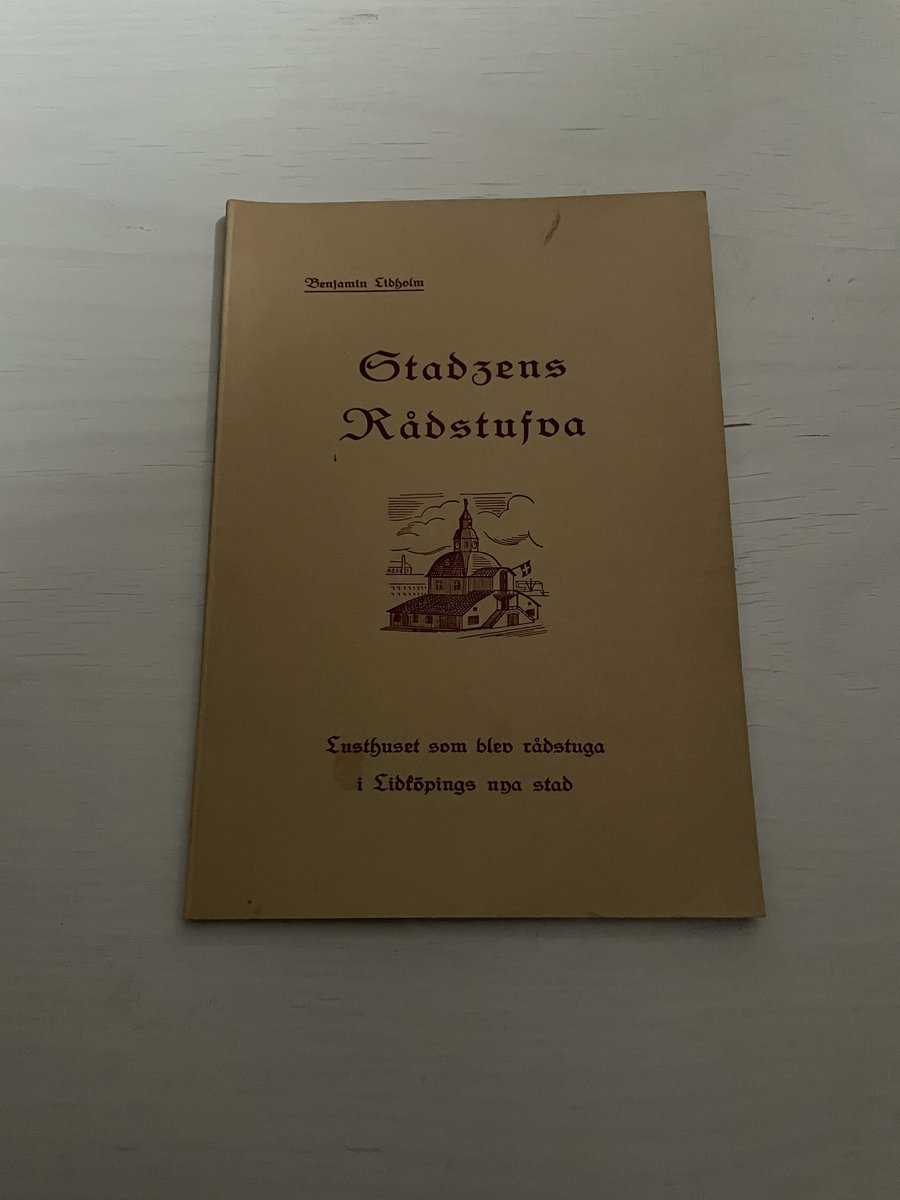 Benjamin Lidholm
Stadzens
Rådstufva
Lusthuset som blev rådstuga
i Lidköpings nya stad